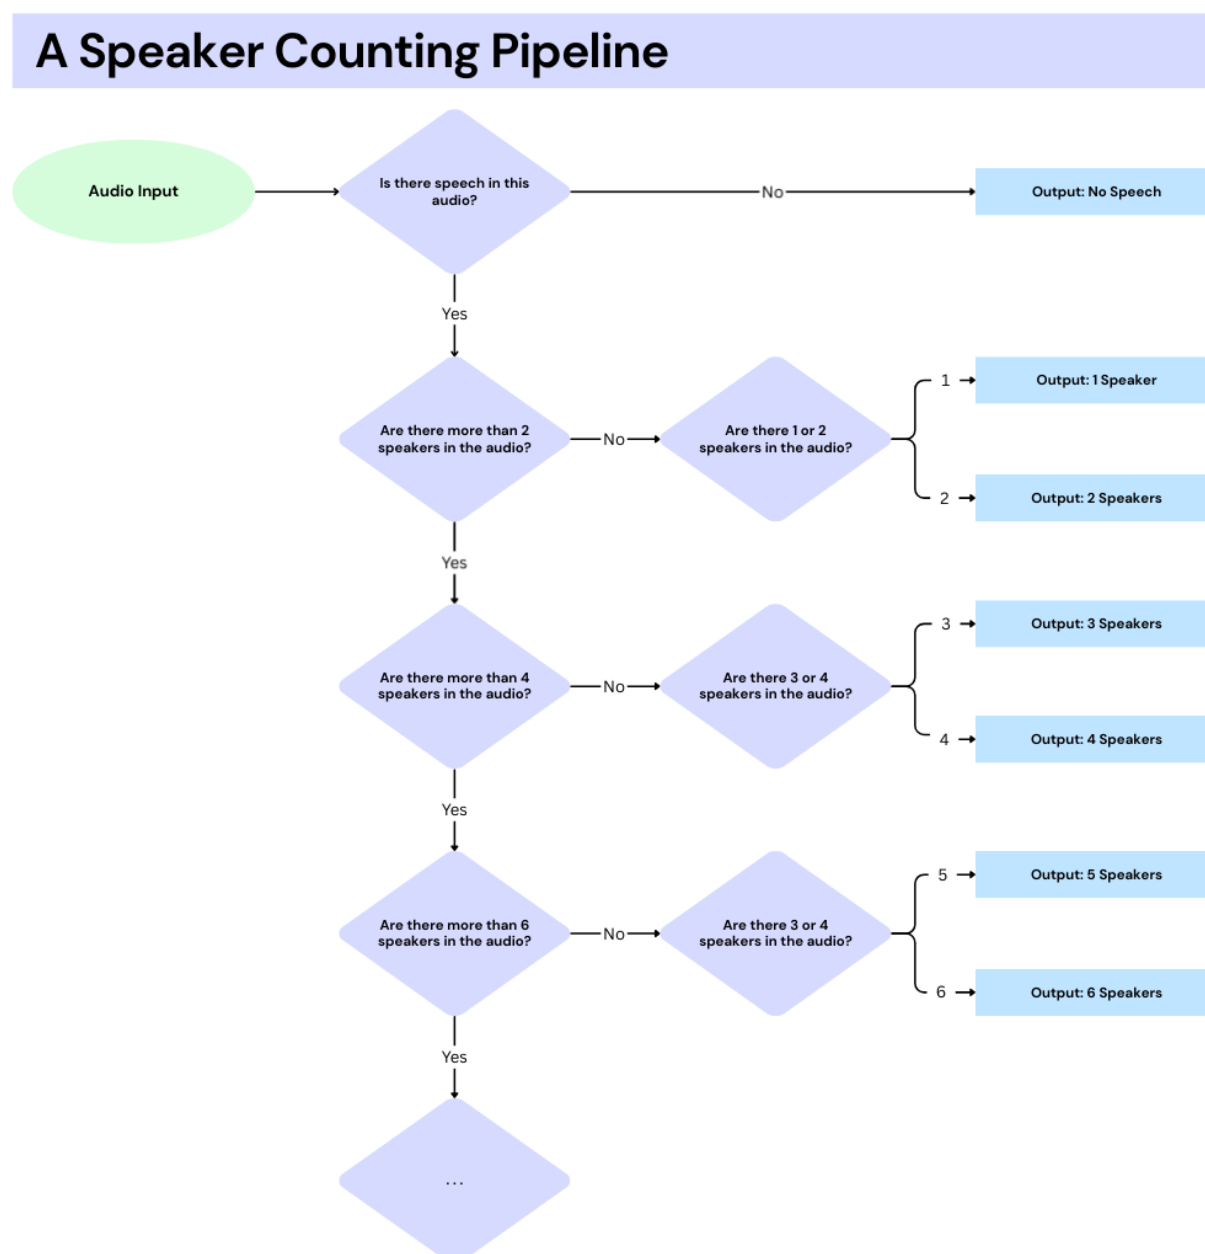 A Speaker Counting Pipeline
Audio Input
Is there speech in this
audio?
No
Output: No Speech
Yes
Are there more than 2
speakers in the audio?
No
Are there 1 or 2
speakers in the audio?
1
Output: 1 Speaker
2
Output: 2 Speakers
Yes
Are there more than 4
speakers in the audio?
No
Are there 3 or 4
speakers in the audio?
3
Output: 3 Speakers
4
Output: 4 Speakers
Yes
Are there more than 6
speakers in the audio?
No
Are there 3 or 4
speakers in the audio?
5
Output: 5 Speakers
6
Output: 6 Speakers
Yes
...